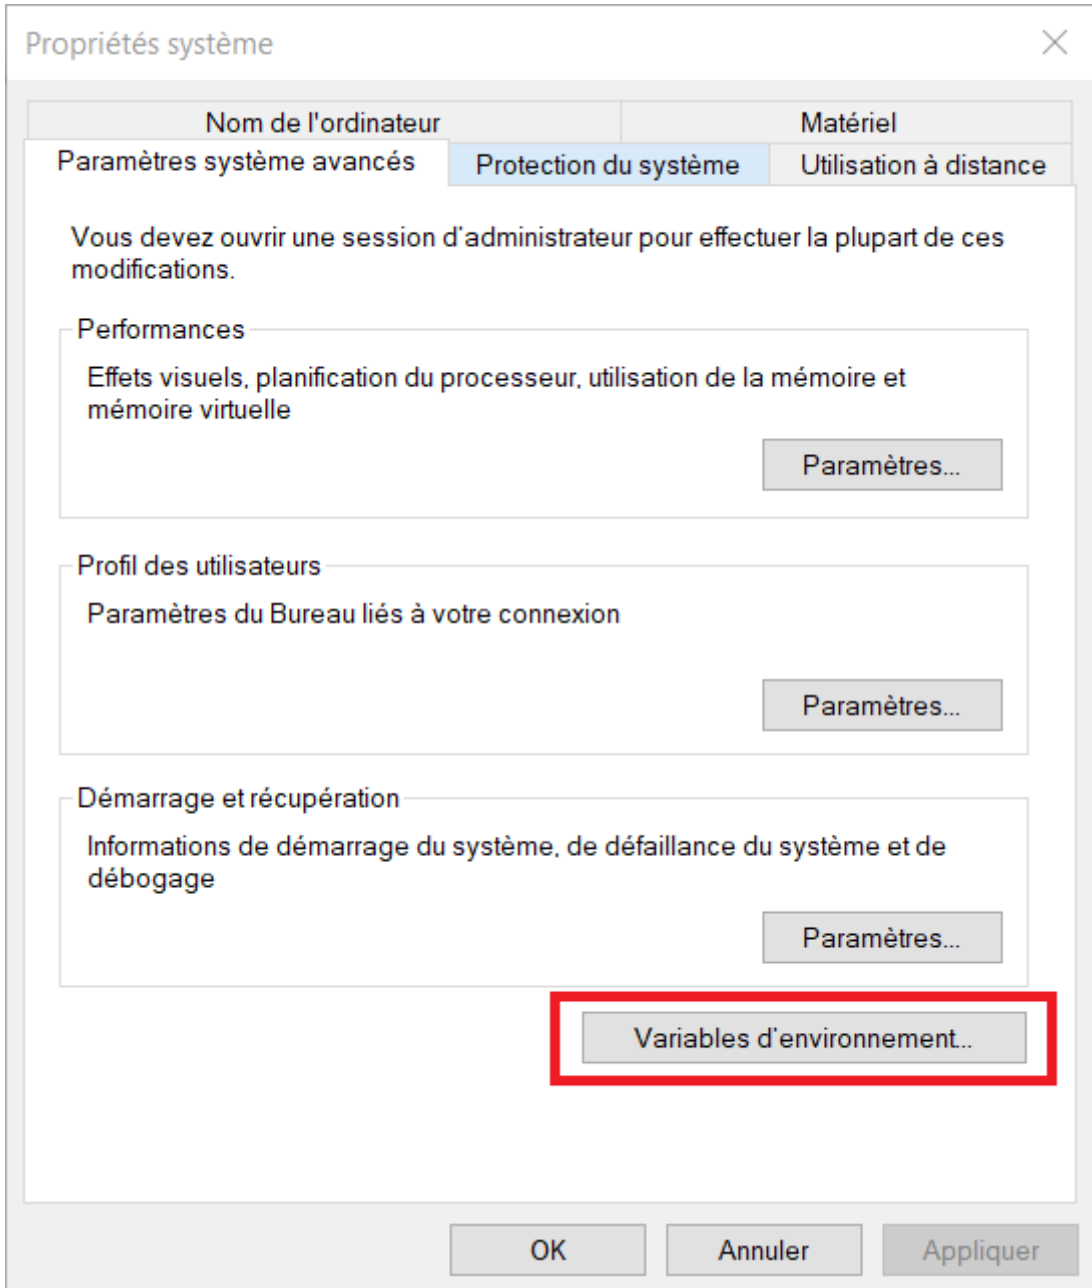 Propriétés système
Nom de l'ordinateur
Matériel
Paramètres système avancés
Protection du système
Utilisation à distance
Vous devez ouvrir une session d'administrateur pour effectuer la plupart de ces
modifications.
Performances
Effets visuels, planification du processeur, utilisation de la mémoire et
mémoire virtuelle
Paramètres...
Profil des utilisateurs
Paramètres du Bureau liés à votre connexion
Paramètres...
Démarrage et récupération
Informations de démarrage du système, de défaillance du système et de
débogage
Paramètres...
Variables d'environnement...
OK
Annuler
Appliquer